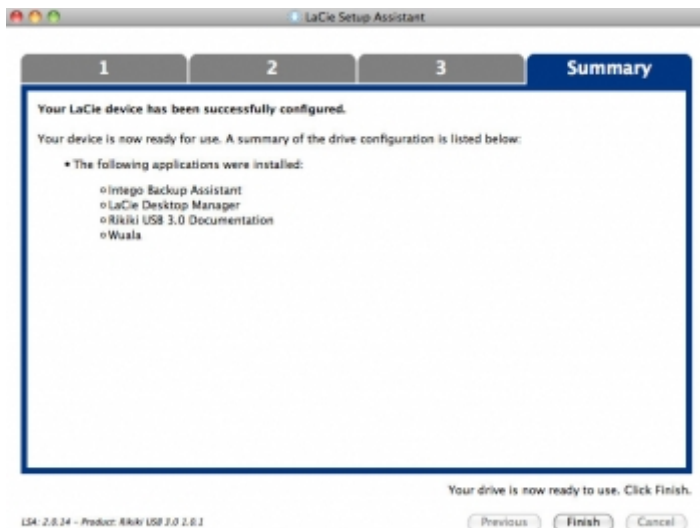 LaCie Setup Assistant
1 2 3 Summary
Your LaCie device has been successfully configured.
Your device is now ready for use. A summary of the drive configuration is listed below:
• The following applications were installed:
Intego Backup Assistant
LaCie Desktop Manager
Rikiki USB 3.0 Documentation
Wuala
Your drive is now ready to use. Click Finish.
LSA: 2.0.14 - Product: Rikiki USB 3.0 1.0.1
Previous Finish Cancel